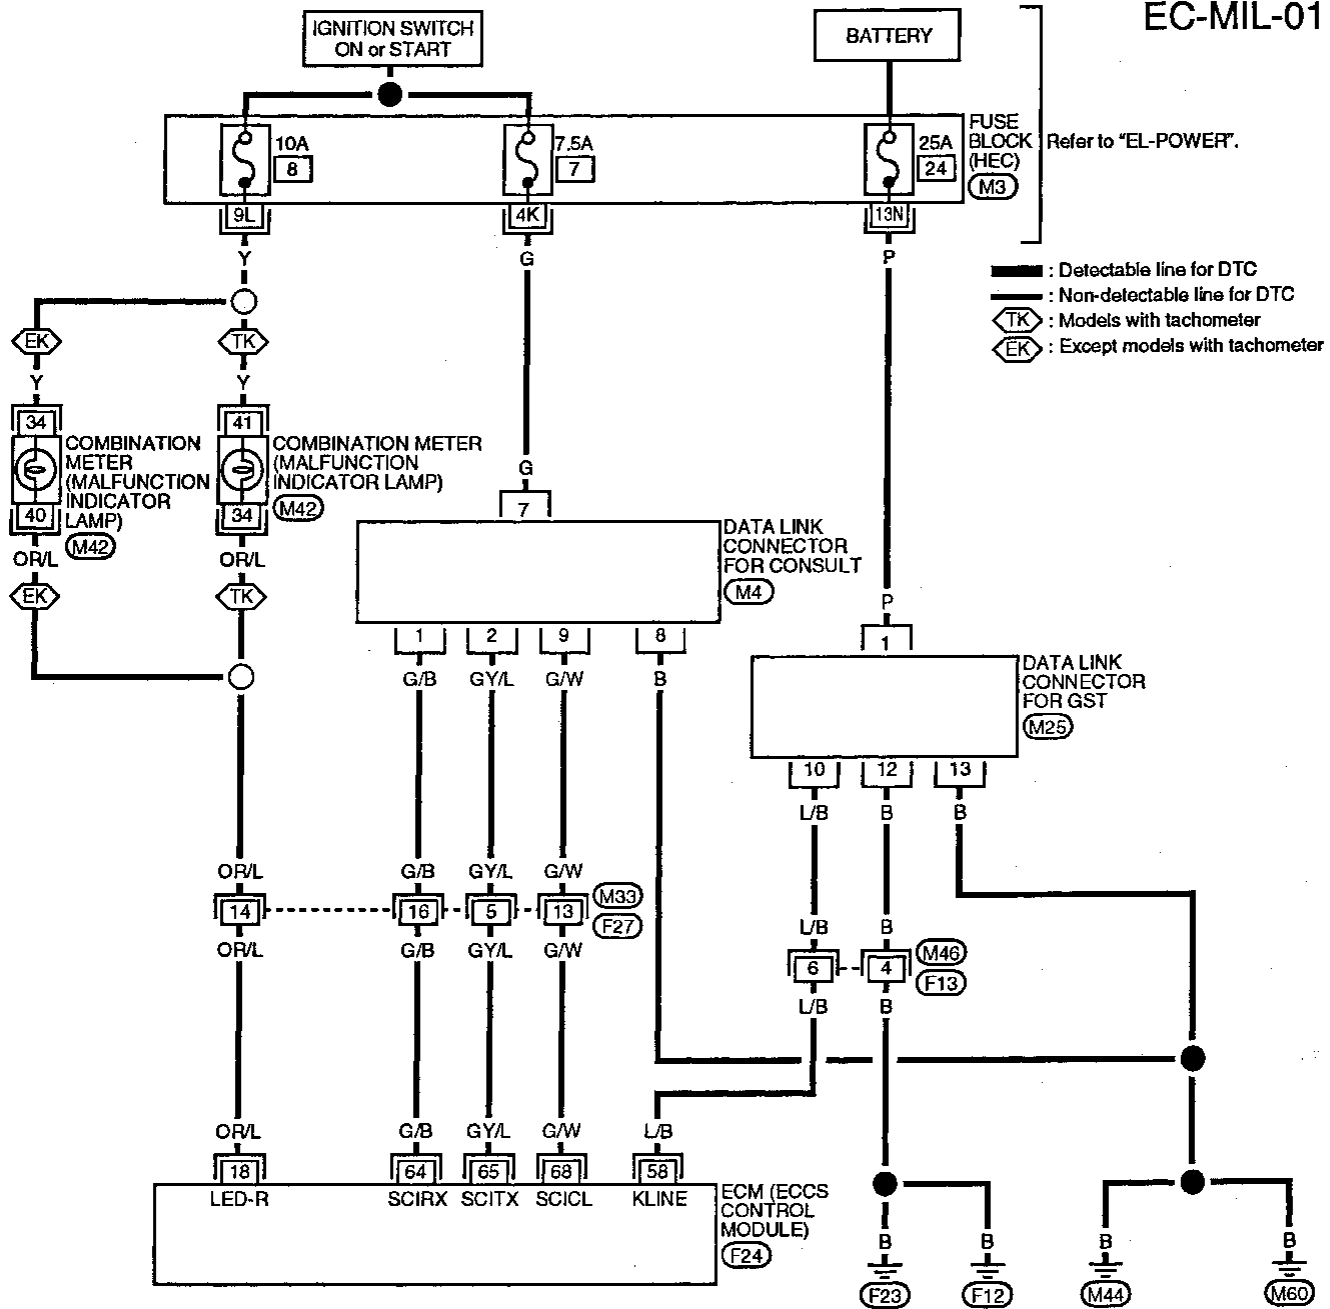 EC-MIL-01
IGNITION SWITCH
ON or START
BATTERY
10A
8
7.5A
7
25A
24
FUSE
BLOCK
(HEC)
M3
Refer to "EL-POWER".
9L
4K
13N
Y
G
P
: Detectable line for DTC
: Non-detectable line for DTC
TK : Models with tachometer
EK : Except models with tachometer
EK
TK
Y
Y
34
41
COMBINATION
METER
(MALFUNCTION
INDICATOR
LAMP)
M42
COMBINATION METER
(MALFUNCTION
INDICATOR LAMP)
M42
40
34
OR/L
OR/L
EK
TK
G
7
DATA LINK
CONNECTOR
FOR CONSULT
M4
1
2
9
8
G/B
GY/L
G/W
B
P
1
DATA LINK
CONNECTOR
FOR GST
M25
10
12
13
L/B
B
B
OR/L
G/B
GY/L
G/W
14
16
5
13
M33
F27
OR/L
G/B
GY/L
G/W
L/B
B
6
4
M46
F13
L/B
B
OR/L
G/B
GY/L
G/W
L/B
18
64
65
68
58
LED-R
SCIRX
SCITX
SCICL
KLINE
ECM (ECCS
CONTROL
MODULE)
F24
B
B
B
B
F23
F12
M44
M60